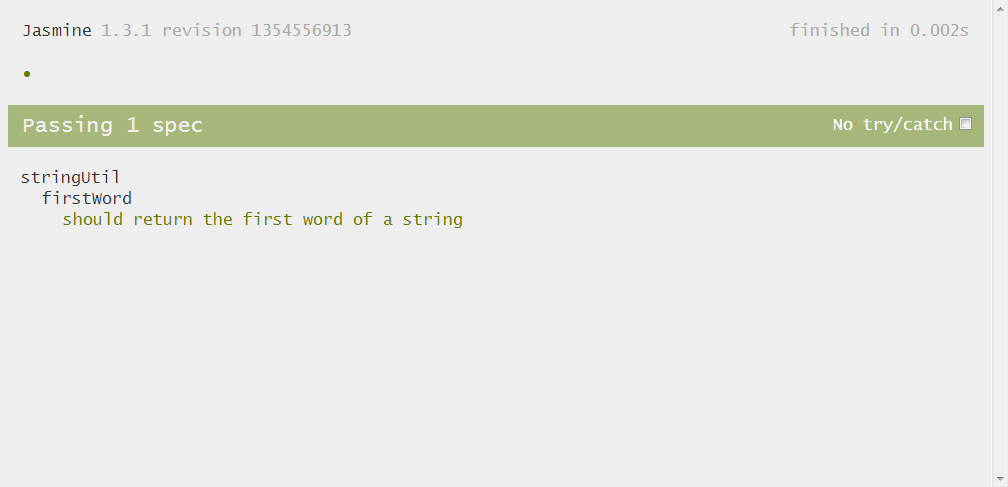 Jasmine 1.3.1 revision 1354556913 finished in 0.002s
Passing 1 spec No try/catch
stringUtil
firstWord
should return the first word of a string